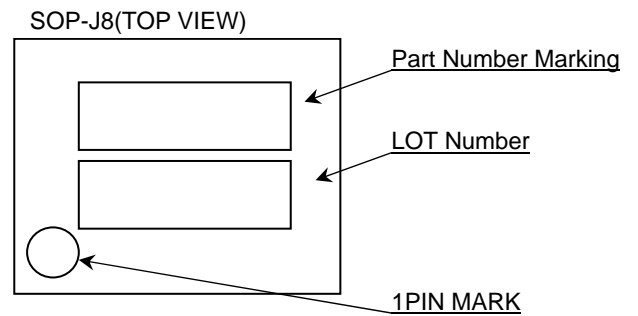 SOP-J8(TOP VIEW)
Part Number Marking
LOT Number
1PIN MARK